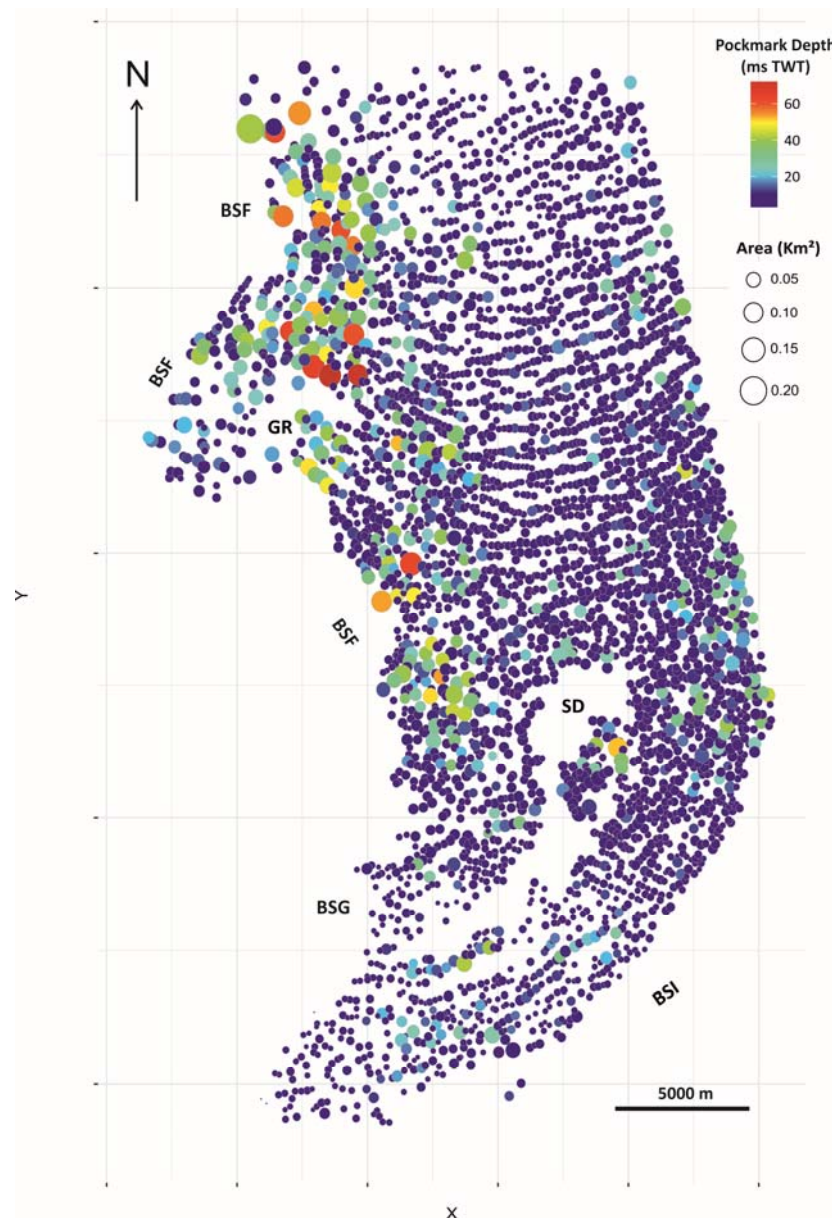 Pockmark Depth
(ms TWT)
60
40
20
Area (Km²)
0.05
0.10
0.15
0.20
N
BSF
BSF
GR
BSF
SD
BSG
BSI
5000 m
Y
X